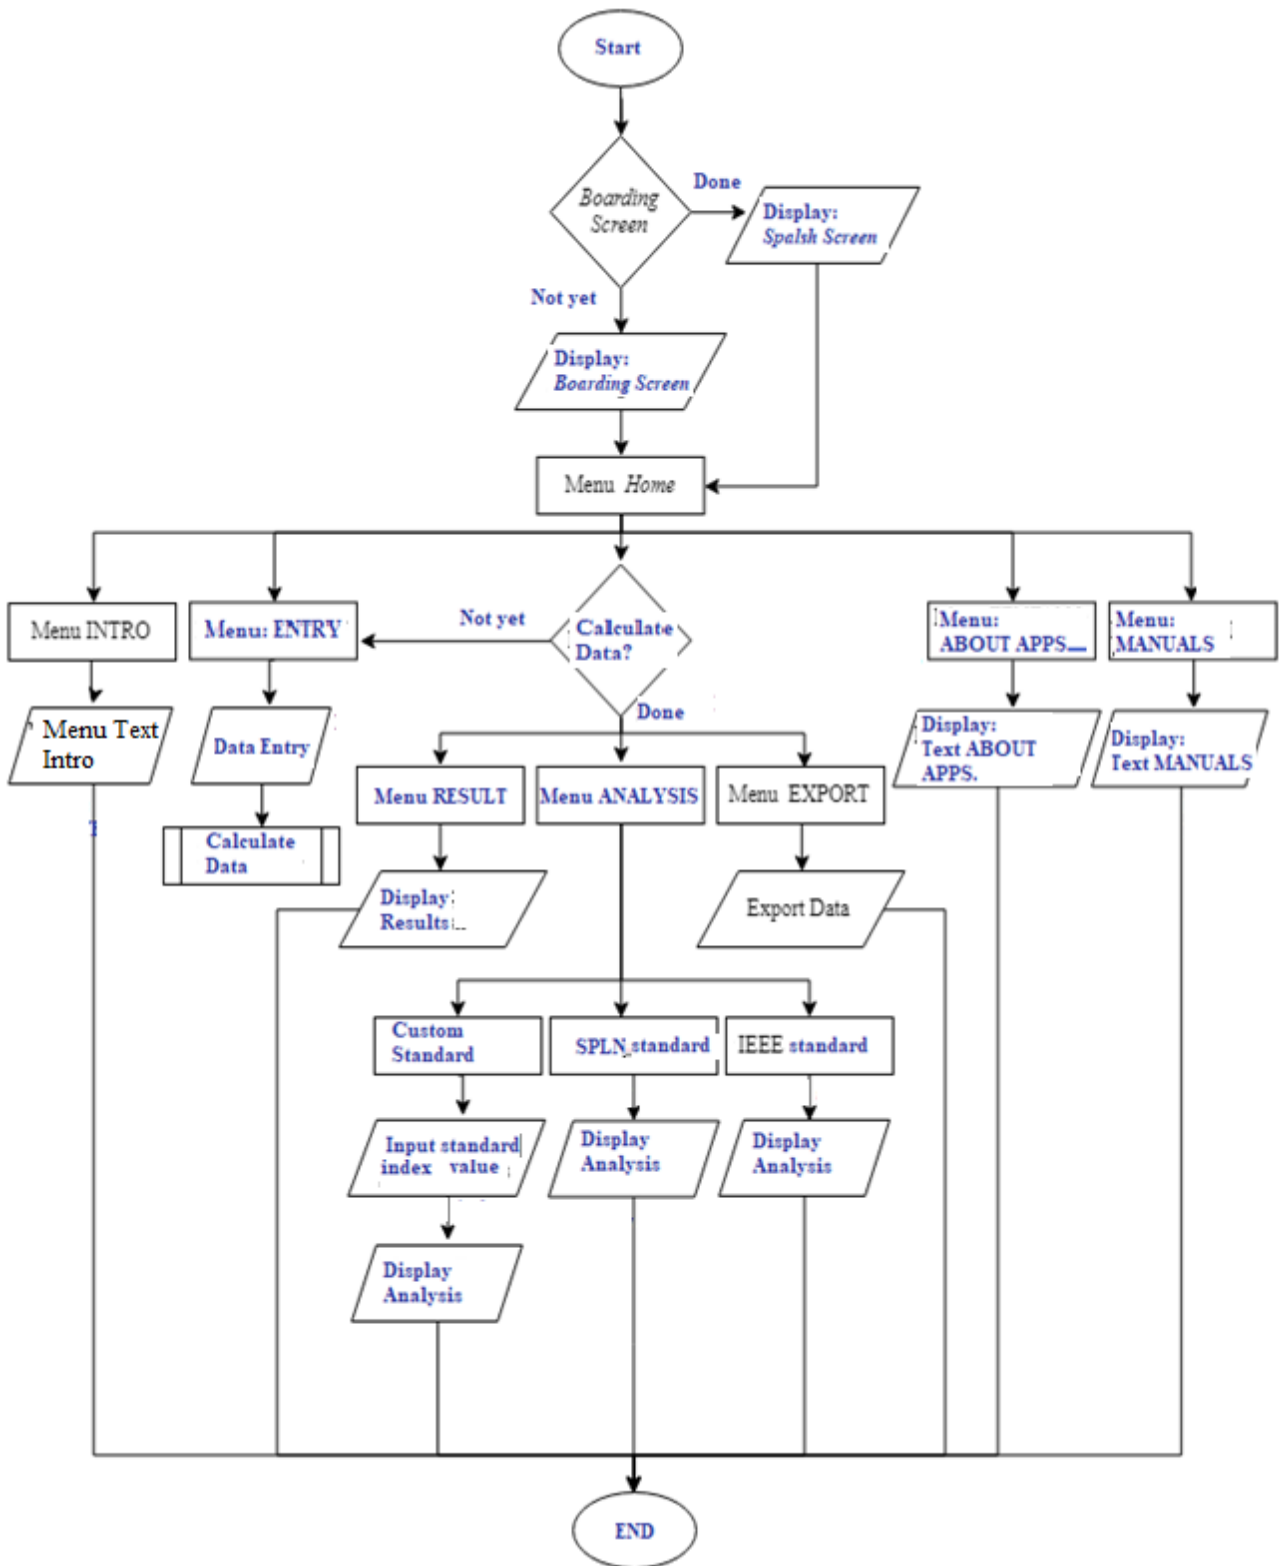 Start
Boarding
Screen
Done
Display:
Spalsh Screen
Not yet
Display:
Boarding Screen
Menu Home
Menu INTRO
Menu: ENTRY
Not yet
Calculate
Data?
Menu:
ABOUT APPS
Menu:
MANUALS
Done
Menu Text
Intro
Data Entry
Display:
Text ABOUT
APPS.
Display:
Text MANUALS
Menu RESULT
Menu ANALYSIS
Menu EXPORT
Calculate
Data
Display:
Results:
Export Data
Custom
Standard
SPLN standard
IEEE standard
Input standard
index value
Display
Analysis
Display
Analysis
Display
Analysis
END